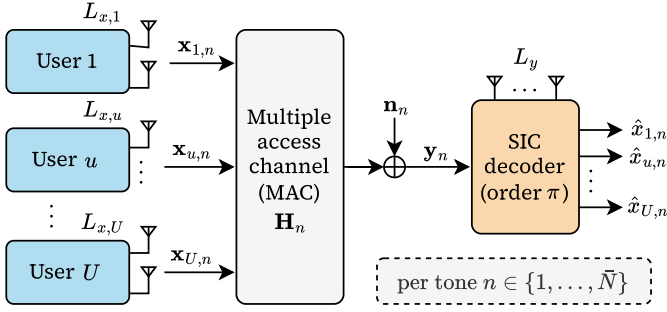 L_{x,1}
User 1
x_{1,n}
L_{x,u}
User u
x_{u,n}
⋮
L_{x,U}
User U
x_{U,n}
Multiple
access
channel
(MAC)
H_n
n_n
y_n
L_y
...
SIC
decoder
(order π)
x̂_{1,n}
x̂_{u,n}
⋮
x̂_{U,n}
per tone n ∈ {1, . . . , N̄}